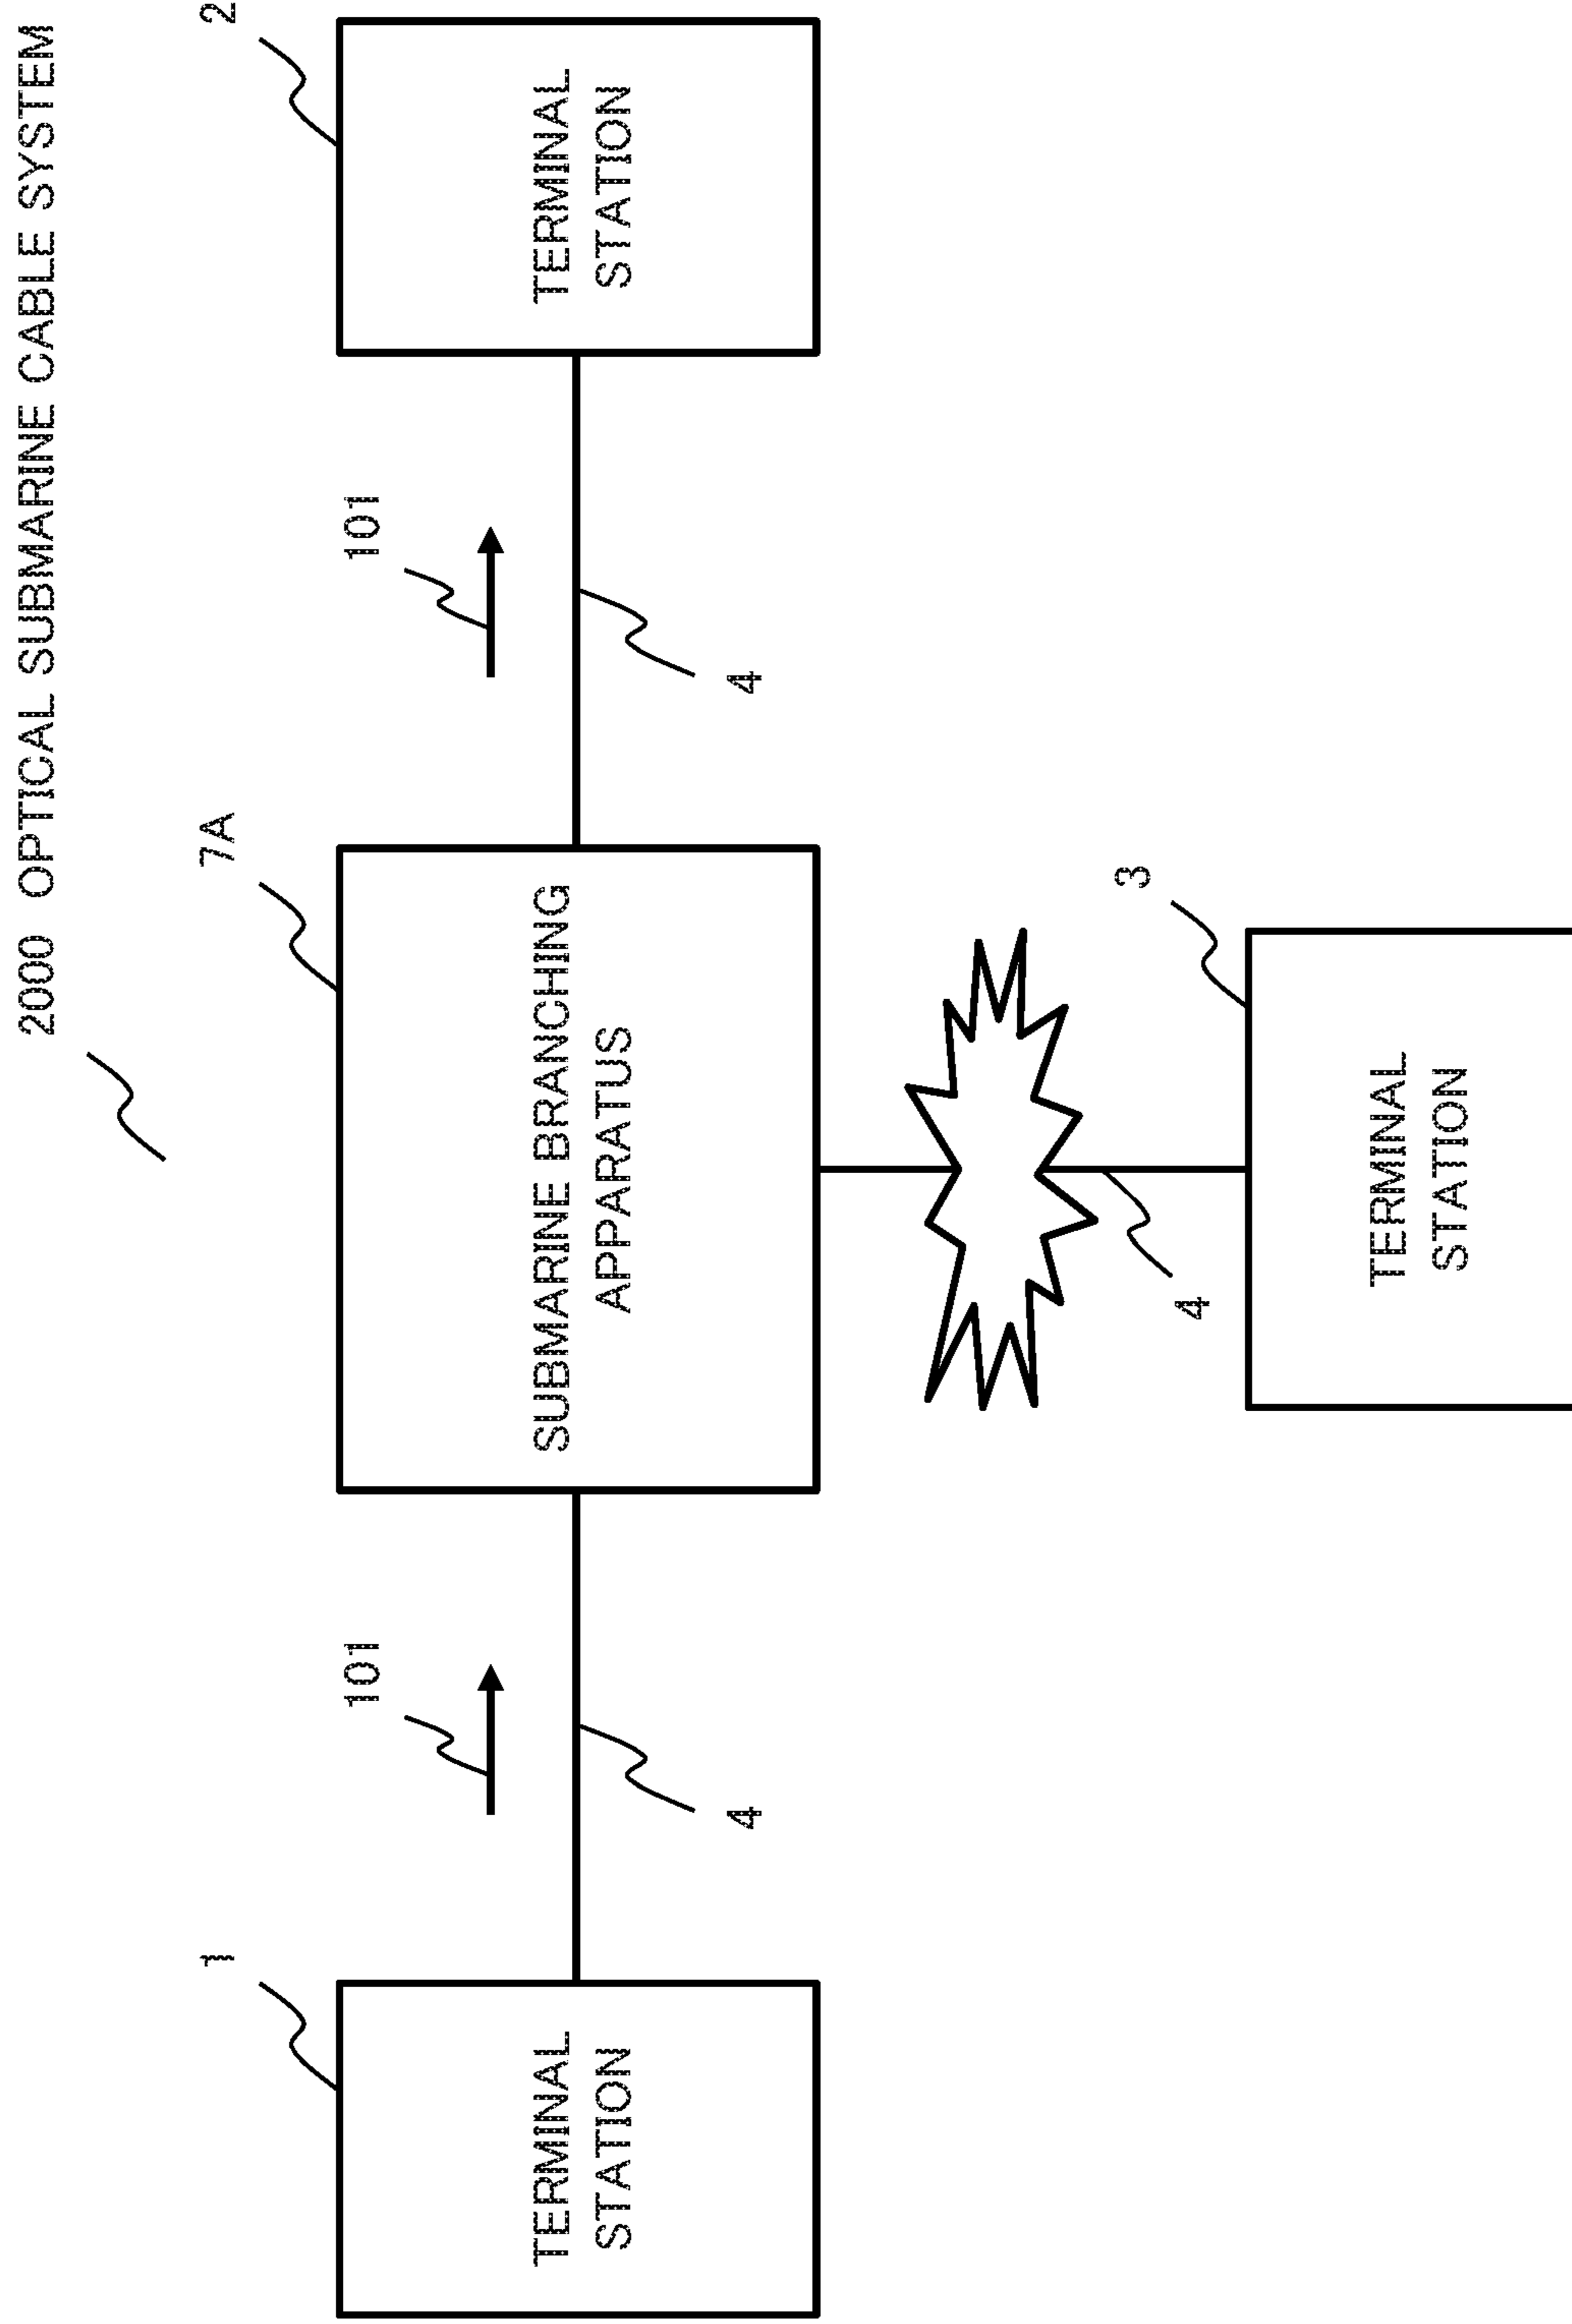 2000 OPTICAL SUBMARINE CABLE SYSTEM
1
7A
2
101
101
TERMINAL
STATION
SUBMARINE BRANCHING
APPARATUS
TERMINAL
STATION
4
4
3
4
TERMINAL
STATION